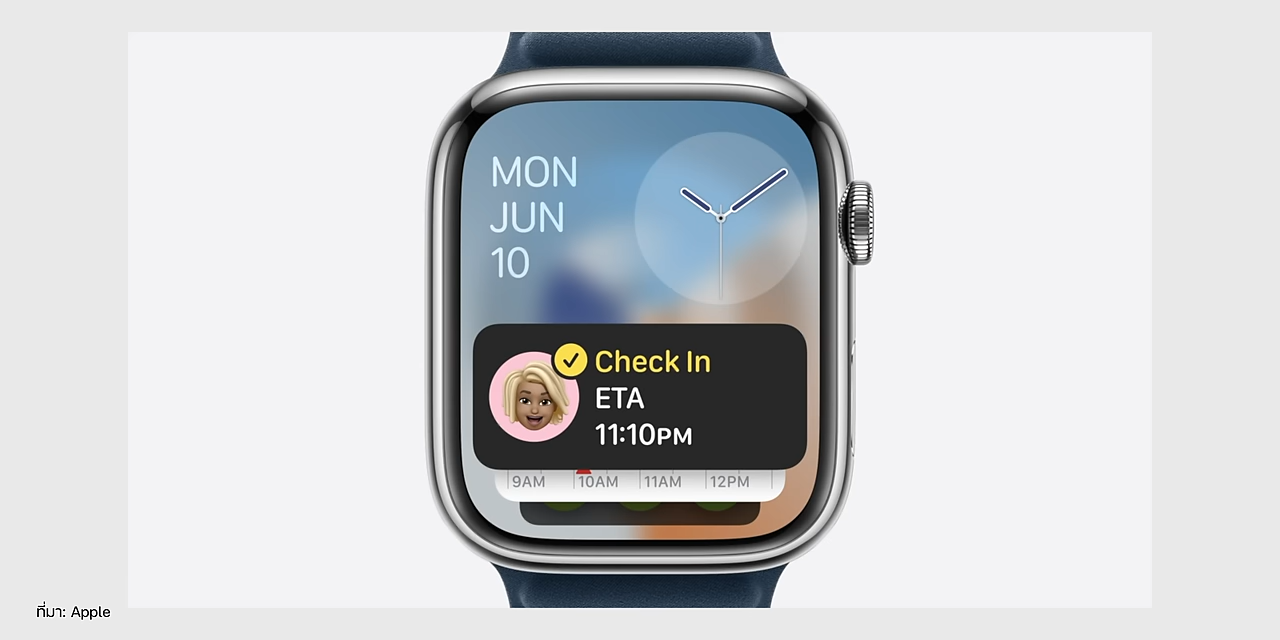 MON
JUN
10
Check In
ETA
11:10PM
9AM 10AM 11AM 12PM
ที่มา: Apple